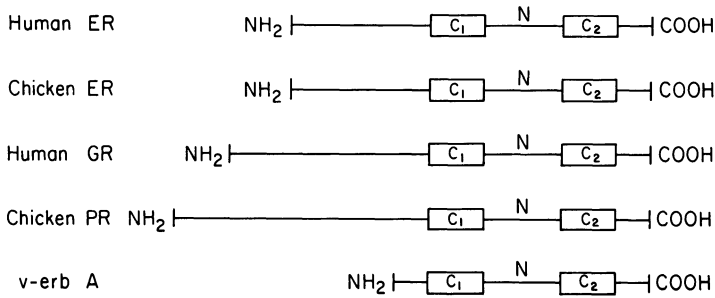 Human ER NH₂ C₁ N C₂ COOH
Chicken ER NH₂ C₁ N C₂ COOH
Human GR NH₂ C₁ N C₂ COOH
Chicken PR NH₂ C₁ N C₂ COOH
v-erb A NH₂ C₁ N C₂ COOH